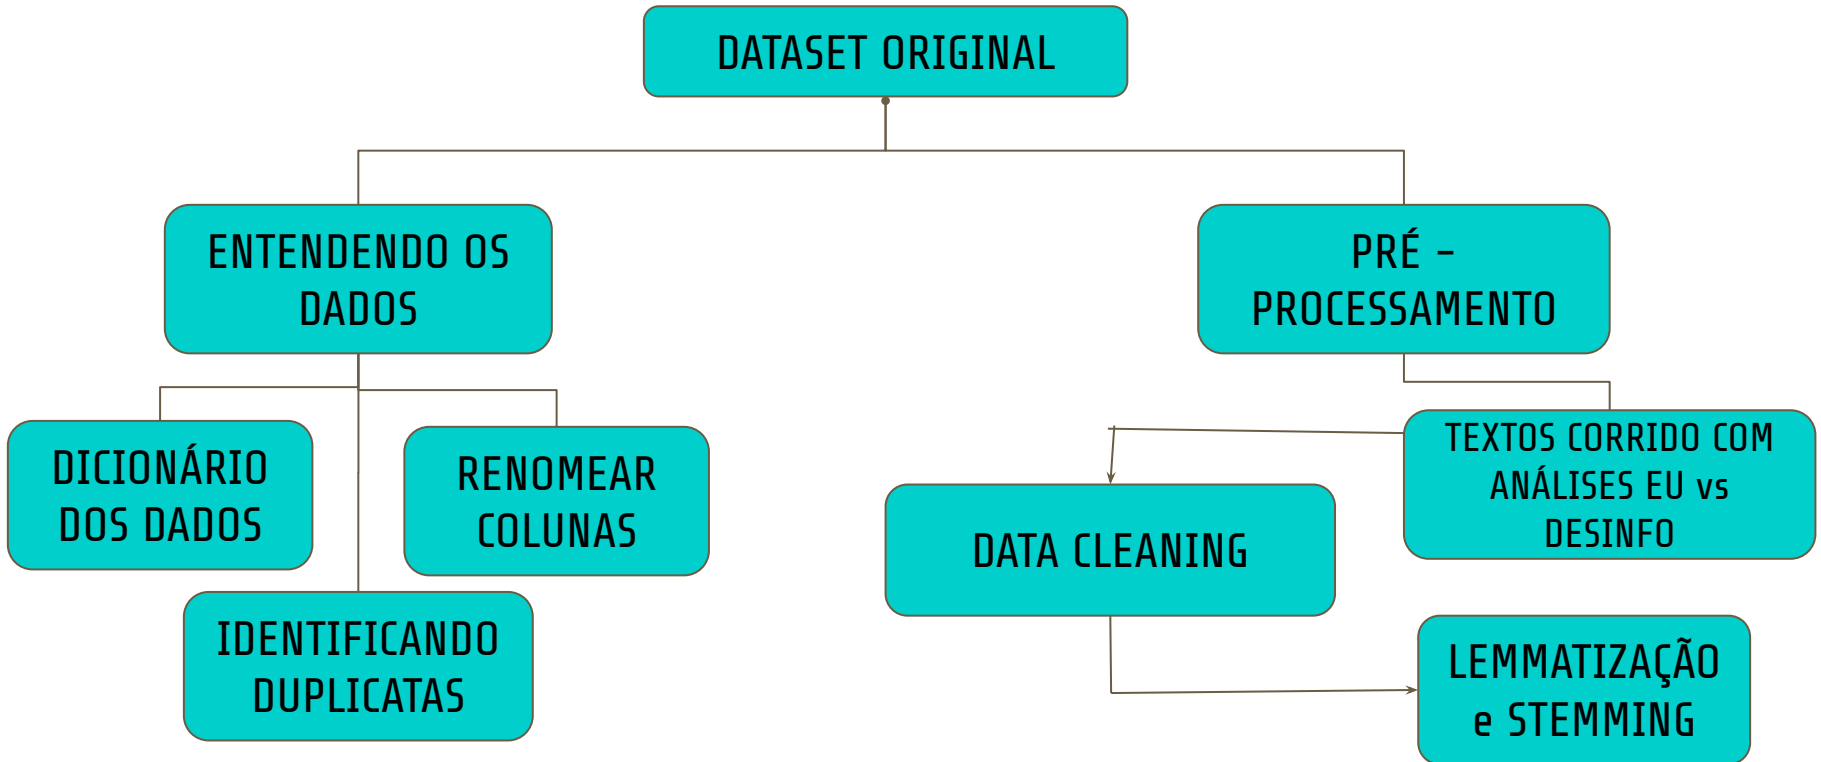 DATASET ORIGINAL
ENTENDENDO OS
DADOS
PRÉ –
PROCESSAMENTO
DICIONÁRIO
DOS DADOS
RENOMEAR
COLUNAS
IDENTIFICANDO
DUPLICATAS
TEXTOS CORRIDO COM
ANÁLISES EU vs
DESINFO
DATA CLEANING
LEMMATIZAÇÃO
e STEMMING